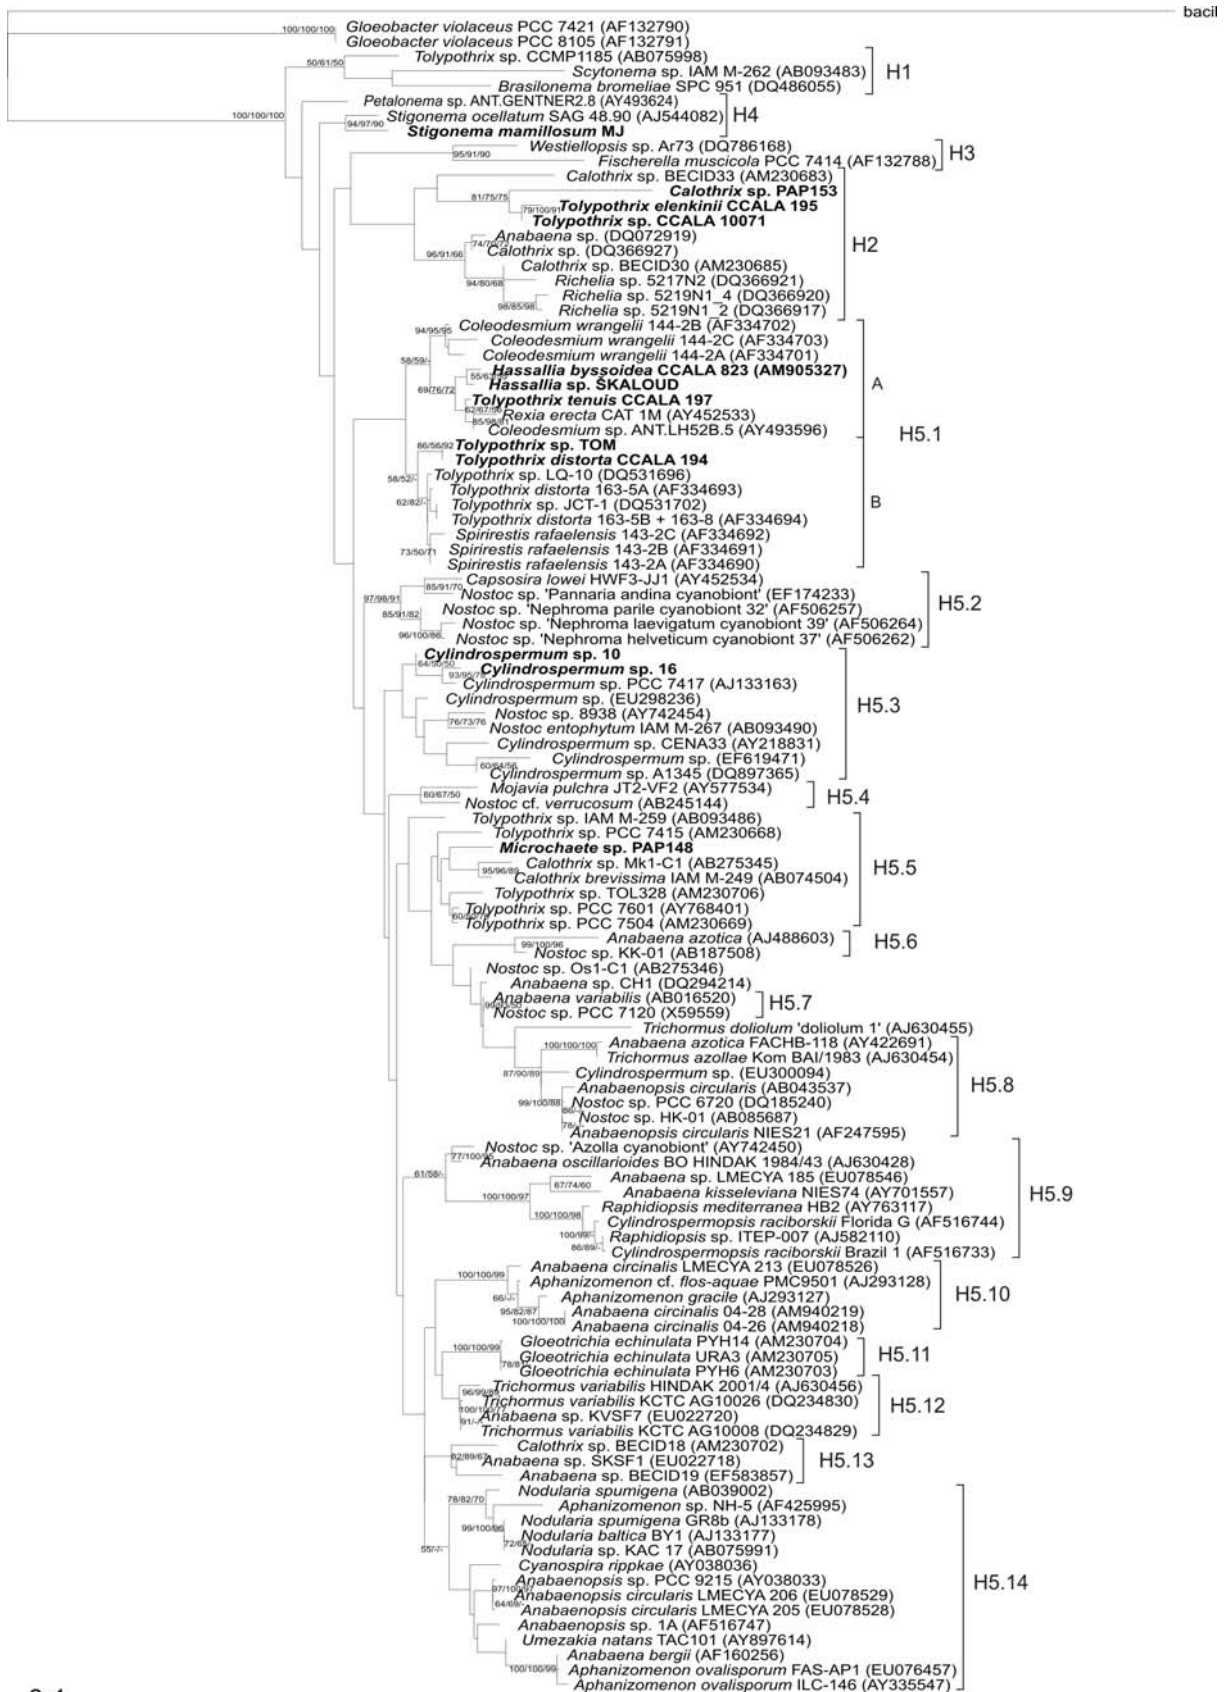 bacil
100/100/100 Gloeobacter violaceus PCC 7421 (AF132790)
Gloeobacter violaceus PCC 8105 (AF132791)
50/61/50 Tolypothrix sp. CCMP1185 (AB075998)
Scytonema sp. IAM M-262 (AB093483) H1
Brasilonema bromeliae SPC 951 (DQ486055)
100/100/100 Petalonema sp. ANT.GENTNER2.8 (AY493624)
Stigonema ocellatum SAG 48.90 (AJ544082) H4
94/97/90 Stigonema mamillosum MJ
Westiellopsis sp. Ar73 (DQ786168) H3
95/91/90 Fischerella muscicola PCC 7414 (AF132788)
Calothrix sp. BECID33 (AM230683)
81/75/75 Calothrix sp. PAP153
79/100/91 Tolypothrix elenkinii CCALA 195
Tolypothrix sp. CCALA 10071
Anabaena sp. (DQ072919) H2
Calothrix sp. (DQ366927)
96/91/66 Calothrix sp. BECID30 (AM230685)
94/80/68 Richelia sp. 5217N2 (DQ366921)
Richelia sp. 5219N1_4 (DQ366920)
98/85/98 Richelia sp. 5219N1_2 (DQ366917)
94/95/95 Coleodesmium wrangelii 144-2B (AF334702)
Coleodesmium wrangelii 144-2C (AF334703)
58/59/- Coleodesmium wrangelii 144-2A (AF334701)
Hassallia byssoidea CCALA 823 (AM905327) A
69/76/72 Hassallia sp. ŠKALOUD
Tolypothrix tenuis CCALA 197
Rexia erecta CAT 1M (AY452533)
85/98/81 Coleodesmium sp. ANT.LH52B.5 (AY493596) H5.1
86/56/92 Tolypothrix sp. TOM
Tolypothrix distorta CCALA 194
58/52/- Tolypothrix sp. LQ-10 (DQ531696)
Tolypothrix distorta 163-5A (AF334693)
62/82/- Tolypothrix sp. JCT-1 (DQ531702) B
Tolypothrix distorta 163-5B + 163-8 (AF334694)
Spirirestis rafaelensis 143-2C (AF334692)
73/50/71 Spirirestis rafaelensis 143-2B (AF334691)
Spirirestis rafaelensis 143-2A (AF334690)
Capsosira lowei HWF3-JJ1 (AY452534)
85/91/70 Nostoc sp. 'Pannaria andina cyanobiont' (EF174233)
97/98/91 Nostoc sp. 'Nephroma parile cyanobiont 32' (AF506257) H5.2
85/91/82 Nostoc sp. 'Nephroma laevigatum cyanobiont 39' (AF506264)
96/100/86 Nostoc sp. 'Nephroma helveticum cyanobiont 37' (AF506262)
Cylindrospermum sp. 10
64/50/50 Cylindrospermum sp. 16
Cylindrospermum sp. PCC 7417 (AJ133163)
Cylindrospermum sp. (EU298236) H5.3
Nostoc sp. 8938 (AY742454)
76/73/76 Nostoc entophytum IAM M-267 (AB093490)
Cylindrospermum sp. CENA33 (AY218831)
Cylindrospermum sp. (EF619471)
60/64/56 Cylindrospermum sp. A1345 (DQ897365)
Mojavia pulchra JT2-VF2 (AY577534) H5.4
60/67/50 Nostoc cf. verrucosum (AB245144)
Tolypothrix sp. IAM M-259 (AB093486)
Tolypothrix sp. PCC 7415 (AM230668)
Microchaete sp. PAP148
Calothrix sp. Mk1-C1 (AB275345) H5.5
95/96/89 Calothrix brevissima IAM M-249 (AB074504)
Tolypothrix sp. TOL328 (AM230706)
Tolypothrix sp. PCC 7601 (AY768401)
Tolypothrix sp. PCC 7504 (AM230669)
Anabaena azotica (AJ488603) H5.6
99/100/96 Nostoc sp. KK-01 (AB187508)
Nostoc sp. Os1-C1 (AB275346)
Anabaena sp. CH1 (DQ294214)
Anabaena variabilis (AB016520) H5.7
Nostoc sp. PCC 7120 (X59559)
Trichormus doliolum 'doliolum 1' (AJ630455)
100/100/100 Anabaena azotica FACHB-118 (AY422691)
Trichormus azollae Kom BAI/1983 (AJ630454)
87/90/89 Cylindrospermum sp. (EU300094)
Anabaenopsis circularis (AB043537) H5.8
99/100/88 Nostoc sp. PCC 6720 (DQ185240)
86/- Nostoc sp. HK-01 (AB085687)
78/- Anabaenopsis circularis NIES21 (AF247595)
Nostoc sp. 'Azolla cyanobiont' (AY742450)
77/100/95 Anabaena oscillarioides BO HINDAK 1984/43 (AJ630428)
61/58/- Anabaena sp. LMECYA 185 (EU078546)
67/74/60 Anabaena kisseleviana NIES74 (AY701557) H5.9
100/100/97 Raphidiopsis mediterranea HB2 (AY763117)
100/100/98 Cylindrospermopsis raciborskii Florida G (AF516744)
100/99/- Raphidiopsis sp. ITEP-007 (AJ582110)
86/89/- Cylindrospermopsis raciborskii Brazil 1 (AF516733)
Anabaena circinalis LMECYA 213 (EU078526)
100/100/99 Aphanizomenon cf. flos-aquae PMC9501 (AJ293128)
66/-/- Aphanizomenon gracile (AJ293127) H5.10
95/82/87 Anabaena circinalis 04-28 (AM940219)
100/100/100 Anabaena circinalis 04-26 (AM940218)
Gloeotrichia echinulata PYH14 (AM230704)
100/100/99 Gloeotrichia echinulata URA3 (AM230705) H5.11
Gloeotrichia echinulata PYH6 (AM230703)
Trichormus variabilis HINDAK 2001/4 (AJ630456)
Trichormus variabilis KCTC AG10026 (DQ234830) H5.12
100/100/77 Anabaena sp. KVSF7 (EU022720)
91/-/- Trichormus variabilis KCTC AG10008 (DQ234829)
Calothrix sp. BECID18 (AM230702)
82/89/67 Anabaena sp. SKSF1 (EU022718) H5.13
Anabaena sp. BECID19 (EF583857)
Nodularia spumigena (AB039002)
78/82/70 Aphanizomenon sp. NH-5 (AF425995)
Nodularia spumigena GR8b (AJ133178)
99/100/96 Nodularia baltica BY1 (AJ133177)
55/-/- Nodularia sp. KAC 17 (AB075991)
Cyanospira rippkae (AY038036)
Anabaenopsis sp. PCC 9215 (AY038033)
97/100/97 Anabaenopsis circularis LMECYA 206 (EU078529) H5.14
64/69/- Anabaenopsis circularis LMECYA 205 (EU078528)
Anabaenopsis sp. 1A (AF516747)
Umezakia natans TAC101 (AY897614)
Anabaena bergii (AF160256)
100/100/99 Aphanizomenon ovalisporum FAS-AP1 (EU076457)
Aphanizomenon ovalisporum ILC-146 (AY335547)